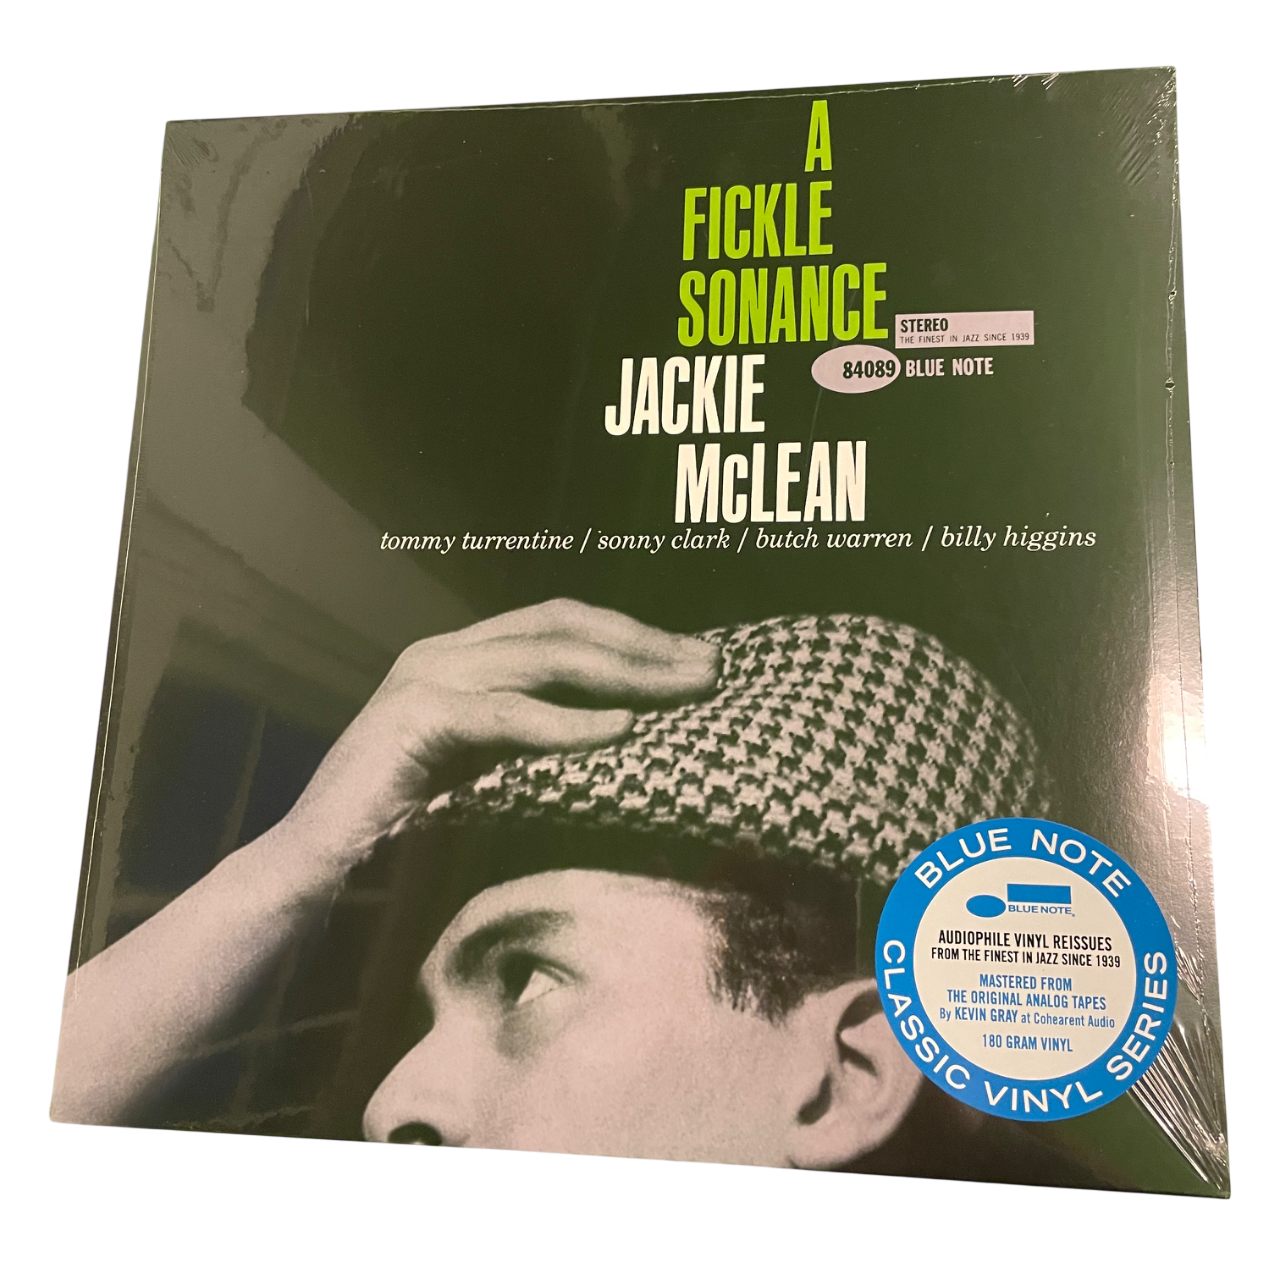 A
FICKLE
SONANCE
STEREO
THE FINEST IN JAZZ SINCE 1939
84089 BLUE NOTE
JACKIE
McLEAN
tommy turrentine / sonny clark / butch warren / billy higgins
BLUE NOTE
BLUE NOTE
AUDIOPHILE VINYL REISSUES
FROM THE FINEST IN JAZZ SINCE 1939
MASTERED FROM
THE ORIGINAL ANALOG TAPES
By KEVIN GRAY at Cohearent Audio
180 GRAM VINYL
CLASSIC VINYL SERIES